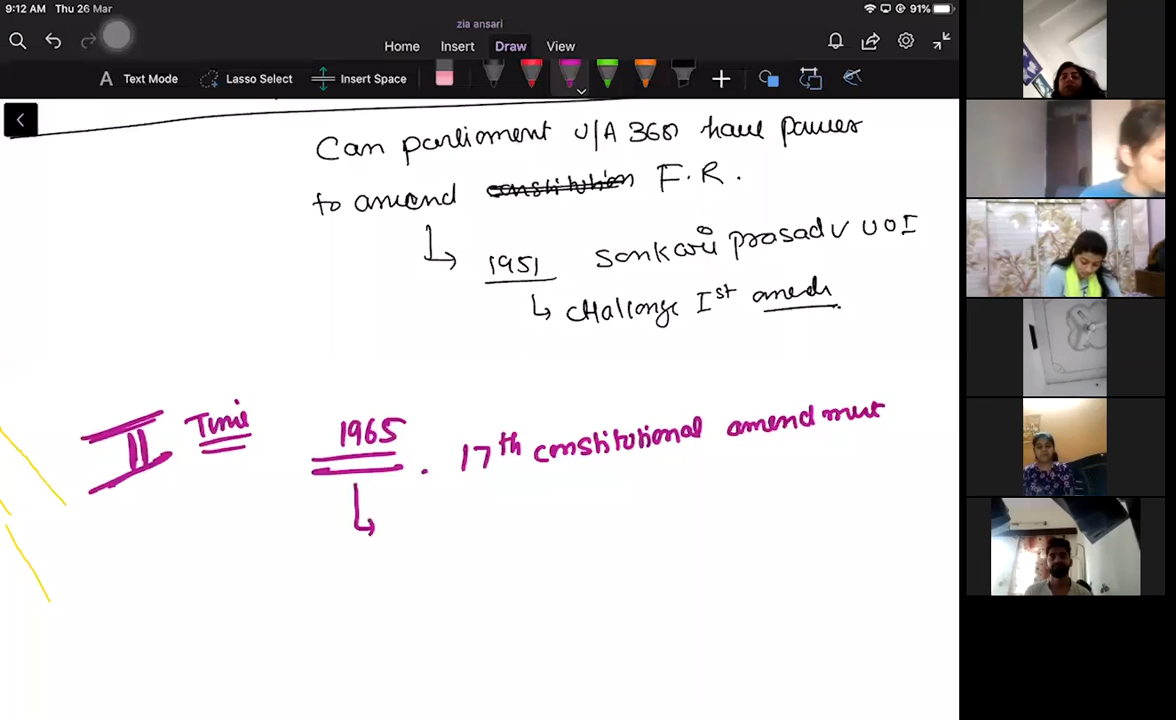 9:12 AM Thu 26 Mar
91%
zia ansari
Home Insert Draw View
Text Mode Lasso Select Insert Space
Can parliament U/A 368 have powers
to amend constitution F.R.
1951 Sankari prasad v UOI
challenge Ist amedn.
II Time 1965. 17th constitutional amendment